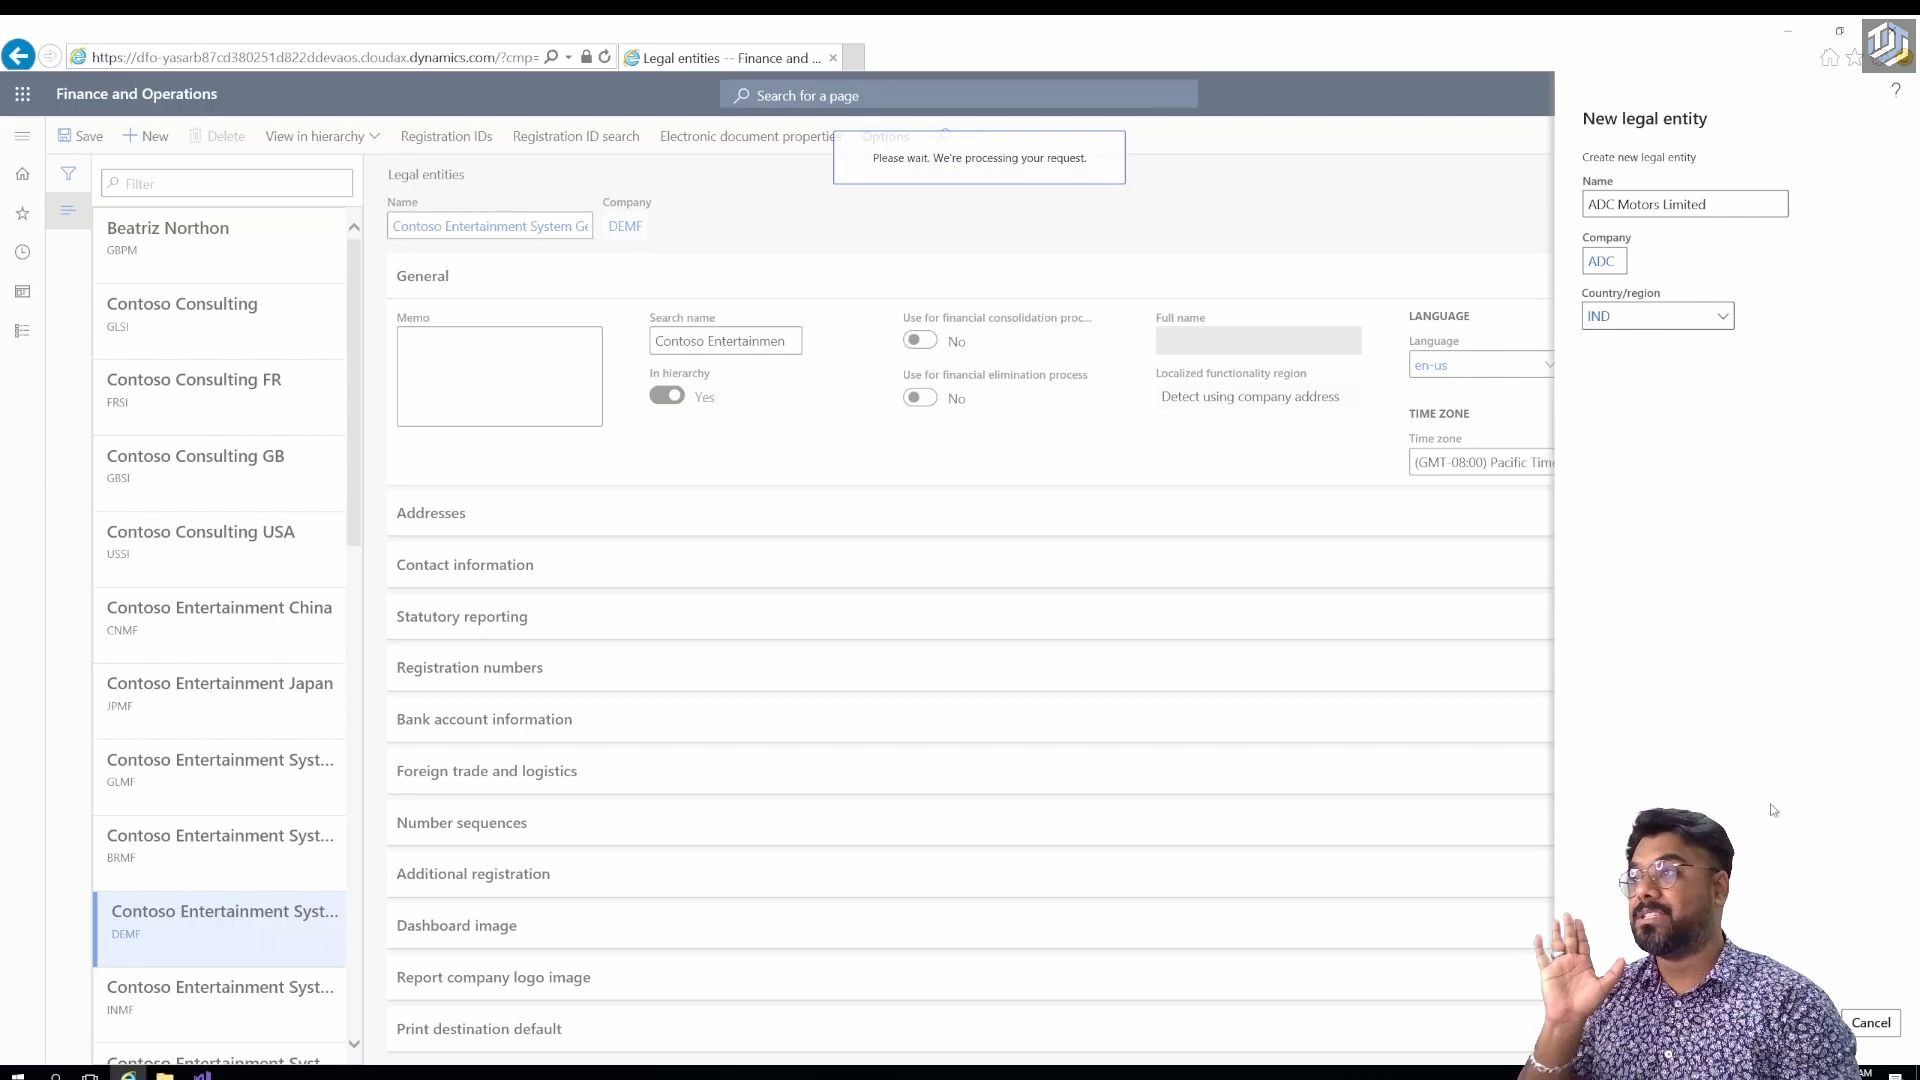 https://dfo-yasarb87cd380251d822ddevaos.cloudax.dynamics.com/?cmp=
Legal entities -- Finance and ...
Finance and Operations
Search for a page
Save
New
Delete
View in hierarchy
Registration IDs
Registration ID search
Electronic document properties
Options
Please wait. We're processing your request.
Filter
Beatriz Northon
GBPM
Contoso Consulting
GLSI
Contoso Consulting FR
FRSI
Contoso Consulting GB
GBSI
Contoso Consulting USA
USSI
Contoso Entertainment China
CNMF
Contoso Entertainment Japan
JPMF
Contoso Entertainment Syst...
GLMF
Contoso Entertainment Syst...
BRMF
Contoso Entertainment Syst...
DEMF
Contoso Entertainment Syst...
INMF
Contoso Entertainment Syst...
Legal entities
Name
Contoso Entertainment System Ge
Company
DEMF
General
Memo
Search name
Contoso Entertainmen
In hierarchy
Yes
Use for financial consolidation proc...
No
Use for financial elimination process
No
Full name
Localized functionality region
Detect using company address
LANGUAGE
Language
en-us
TIME ZONE
Time zone
(GMT-08:00) Pacific Time
Addresses
Contact information
Statutory reporting
Registration numbers
Bank account information
Foreign trade and logistics
Number sequences
Additional registration
Dashboard image
Report company logo image
Print destination default
?
New legal entity
Create new legal entity
Name
ADC Motors Limited
Company
ADC
Country/region
IND
Cancel
AM